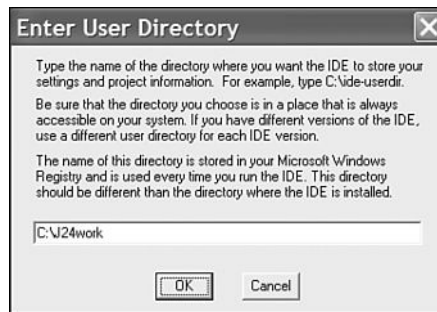 Enter User Directory
Type the name of the directory where you want the IDE to store your
settings and project information. For example, type C:\ide-userdir.
Be sure that the directory you choose is in a place that is always
accessible on your system. If you have different versions of the IDE,
use a different user directory for each IDE version.
The name of this directory is stored in your Microsoft Windows
Registry and is used every time you run the IDE. This directory
should be different than the directory where the IDE is installed.
C:\J24work
OK
Cancel